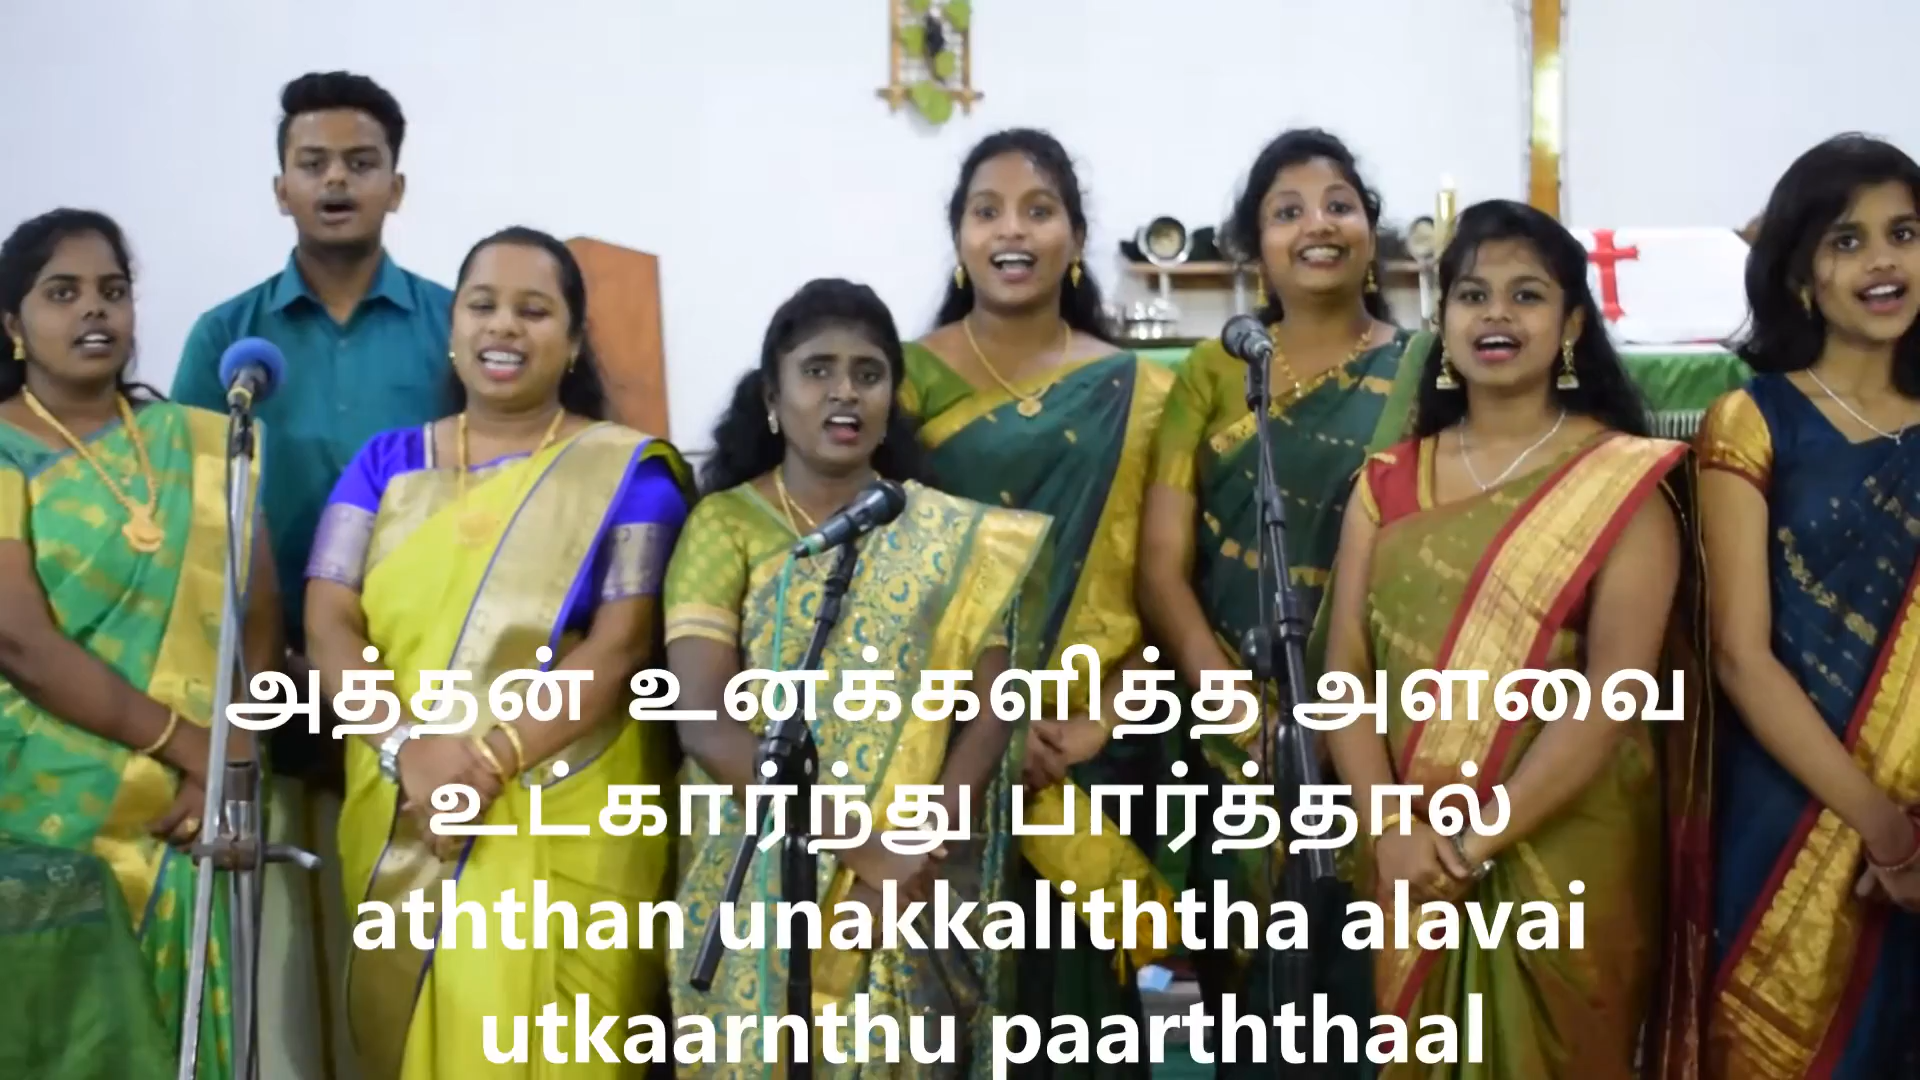 அத்தன் உனக்களித்த அளவை
உட்கார்ந்து பார்த்தால்
aththan unakkaliththa alavai
utkaarnthu paarththaal